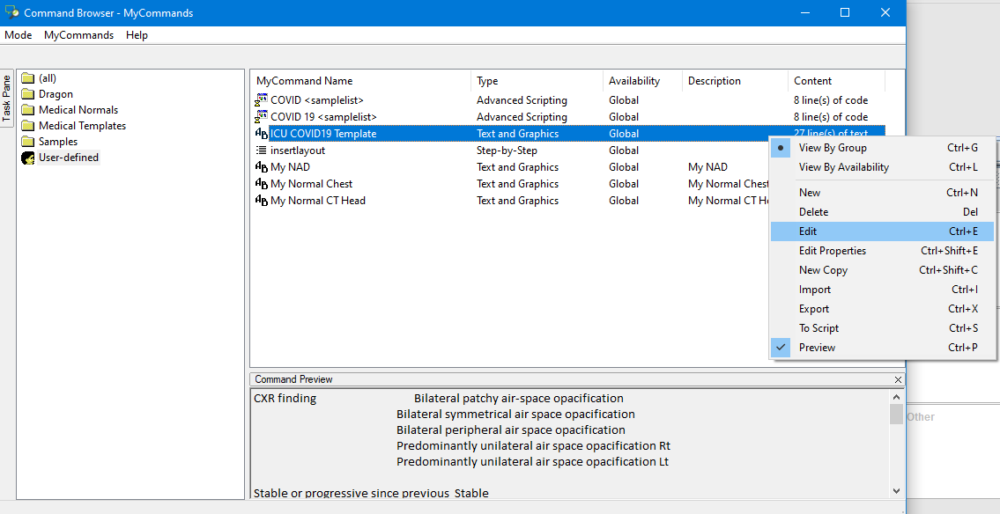 Command Browser - MyCommands
Mode MyCommands Help
Task Pane
(all)
Dragon
Medical Normals
Medical Templates
Samples
User-defined
MyCommand Name Type Availability Description Content
COVID <samplelist> Advanced Scripting Global 8 line(s) of code
COVID 19 <samplelist> Advanced Scripting Global 8 line(s) of code
ICU COVID19 Template Text and Graphics Global 27 line(s) of text
insertlayout Step-by-Step Global
My NAD Text and Graphics Global My NAD
My Normal Chest Text and Graphics Global My Normal Chest
My Normal CT Head Text and Graphics Global My Normal CT H
View By Group Ctrl+G
View By Availability Ctrl+L
New Ctrl+N
Delete Del
Edit Ctrl+E
Edit Properties Ctrl+Shift+E
New Copy Ctrl+Shift+C
Import Ctrl+I
Export Ctrl+X
To Script Ctrl+S
Preview Ctrl+P
Command Preview
CXR finding Bilateral patchy air-space opacification
Bilateral symmetrical air space opacification
Bilateral peripheral air space opacification
Predominantly unilateral air space opacification Rt
Predominantly unilateral air space opacification Lt
Stable or progressive since previous Stable
Other